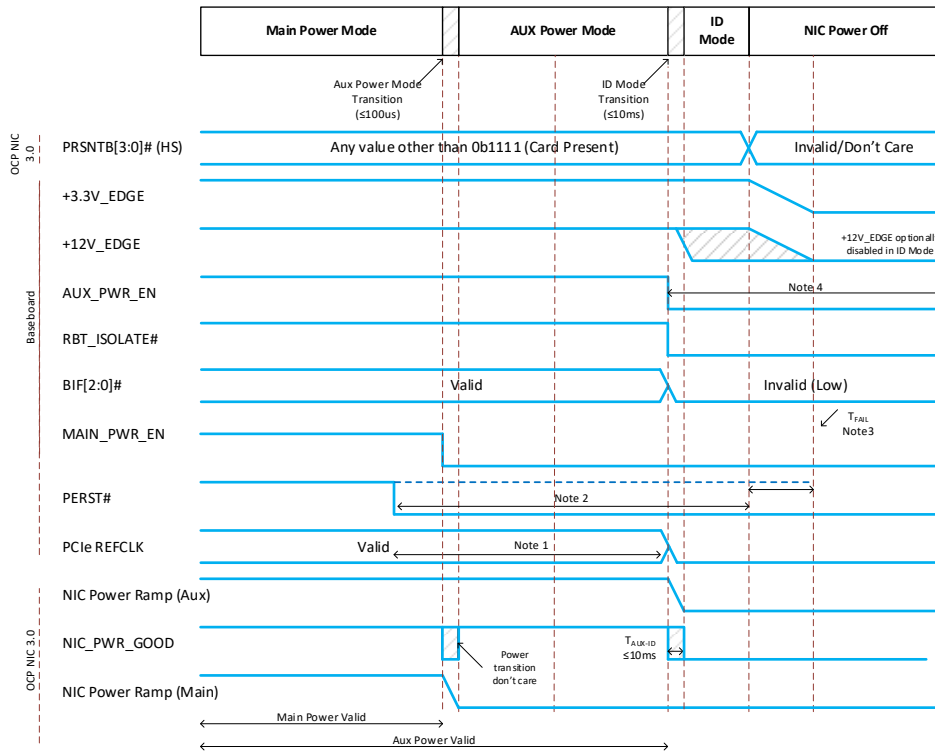 Main Power Mode
AUX Power Mode
ID
Mode
NIC Power Off
Aux Power Mode
Transition
(≤100us)
ID Mode
Transition
(≤10ms)
OCP NIC
3.0
PRSNTB[3:0]# (HS)
Any value other than 0b1111 (Card Present)
Invalid/Don't Care
Baseboard
+3.3V_EDGE
+12V_EDGE
+12V_EDGE optionally
disabled in ID Mode
AUX_PWR_EN
Note 4
RBT_ISOLATE#
BIF[2:0]#
Valid
Invalid (Low)
MAIN_PWR_EN
TFAIL
Note3
PERST#
Note 2
PCIe REFCLK
Valid
Note 1
OCP NIC 3.0
NIC Power Ramp (Aux)
NIC_PWR_GOOD
Power
transition
don't care
TAUX-ID
≤10ms
NIC Power Ramp (Main)
Main Power Valid
Aux Power Valid